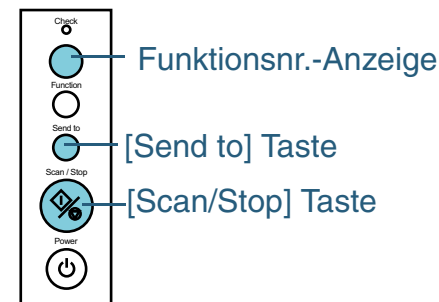 Check
Funktionsnr.-Anzeige
Function
Send to
[Send to] Taste
Scan / Stop
[Scan/Stop] Taste
Power